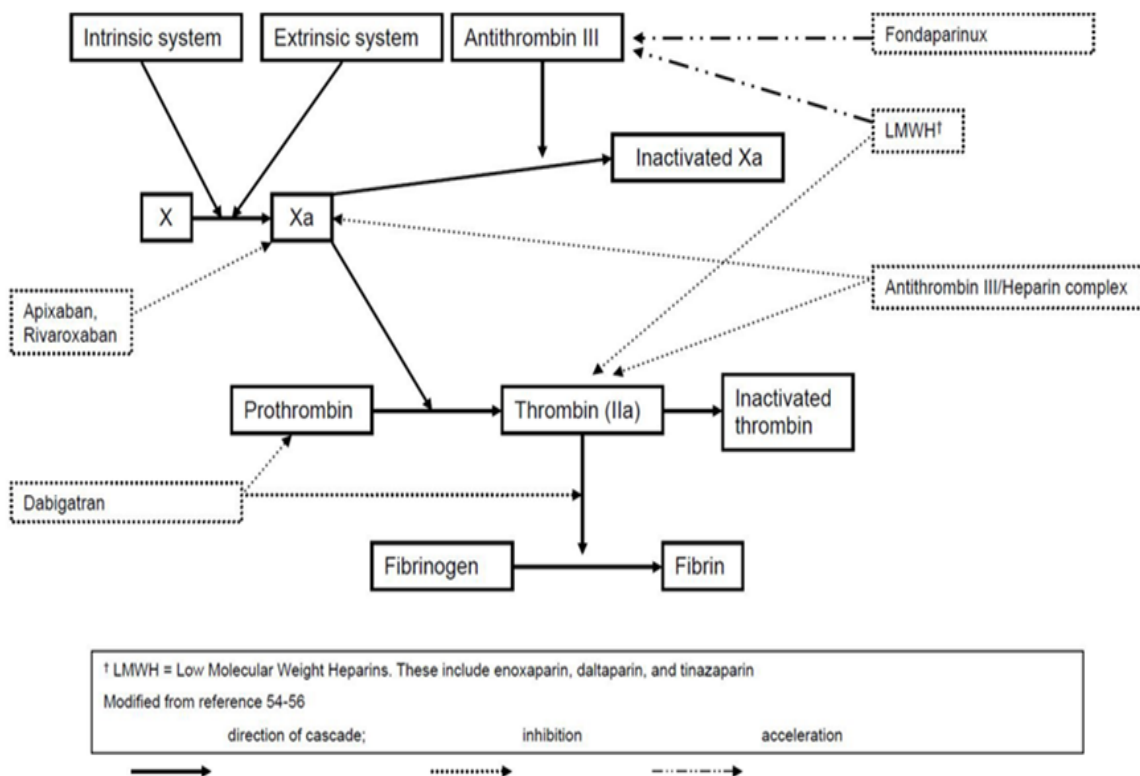 Intrinsic system
Extrinsic system
Antithrombin III
Fondaparinux
LMWH†
Inactivated Xa
X
Xa
Apixaban,
Rivaroxaban
Antithrombin III/Heparin complex
Prothrombin
Thrombin (IIa)
Inactivated
thrombin
Dabigatran
Fibrinogen
Fibrin
† LMWH = Low Molecular Weight Heparins. These include enoxaparin, daltaparin, and tinazaparin
Modified from reference 54-56
direction of cascade; inhibition acceleration